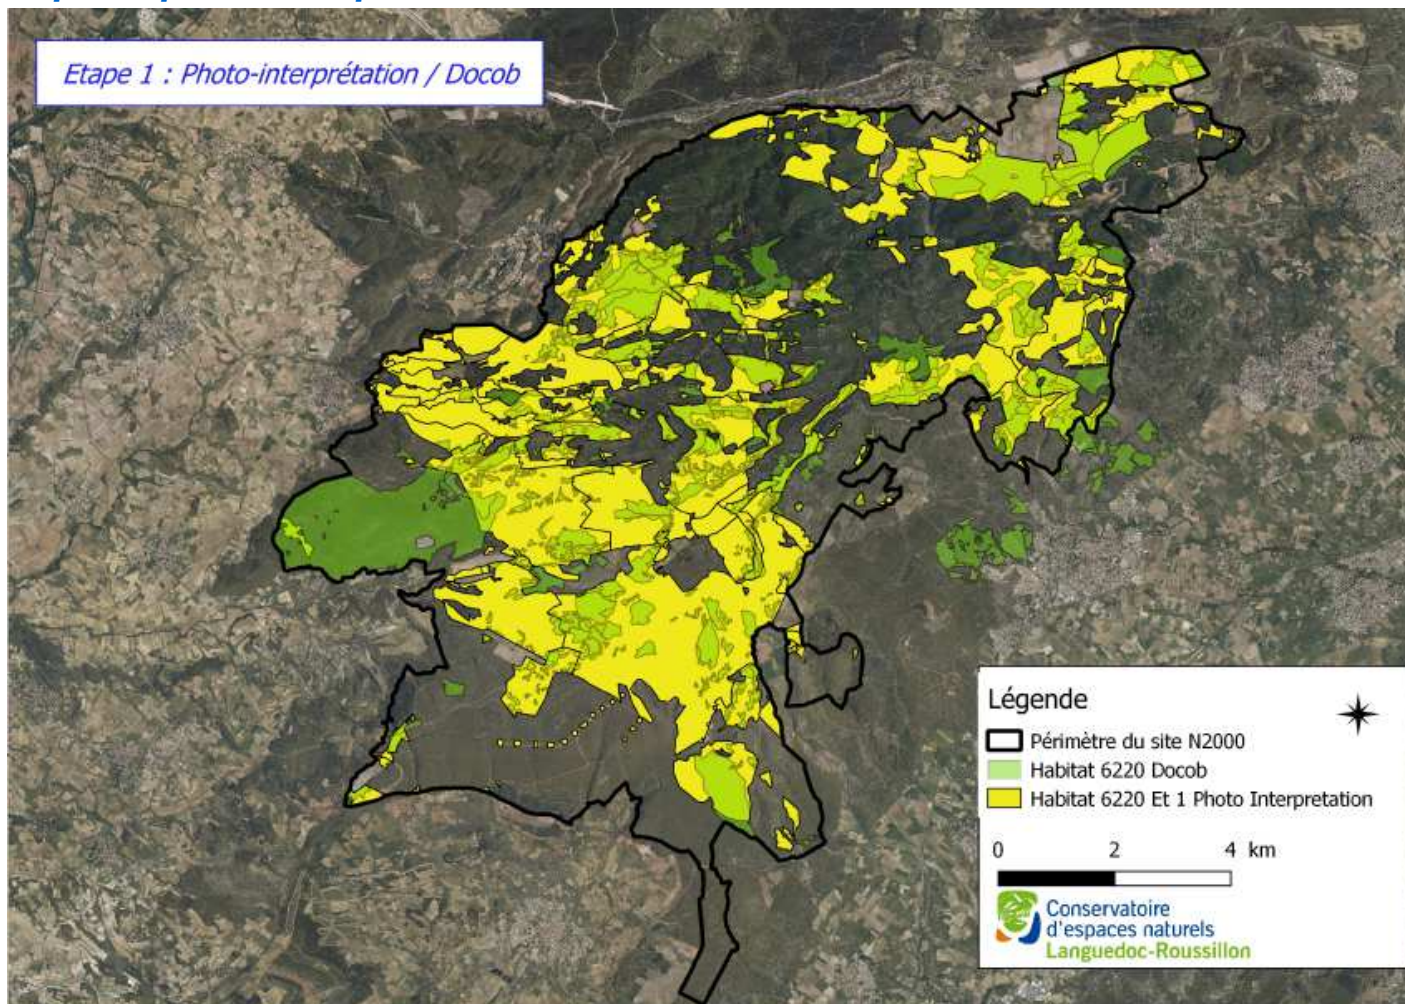 Etape 1 : Photo-interprétation / Docob
Légende
Périmètre du site N2000
Habitat 6220 Docob
Habitat 6220 Et 1 Photo Interpretation
0 2 4 km
Conservatoire
d'espaces naturels
Languedoc-Roussillon